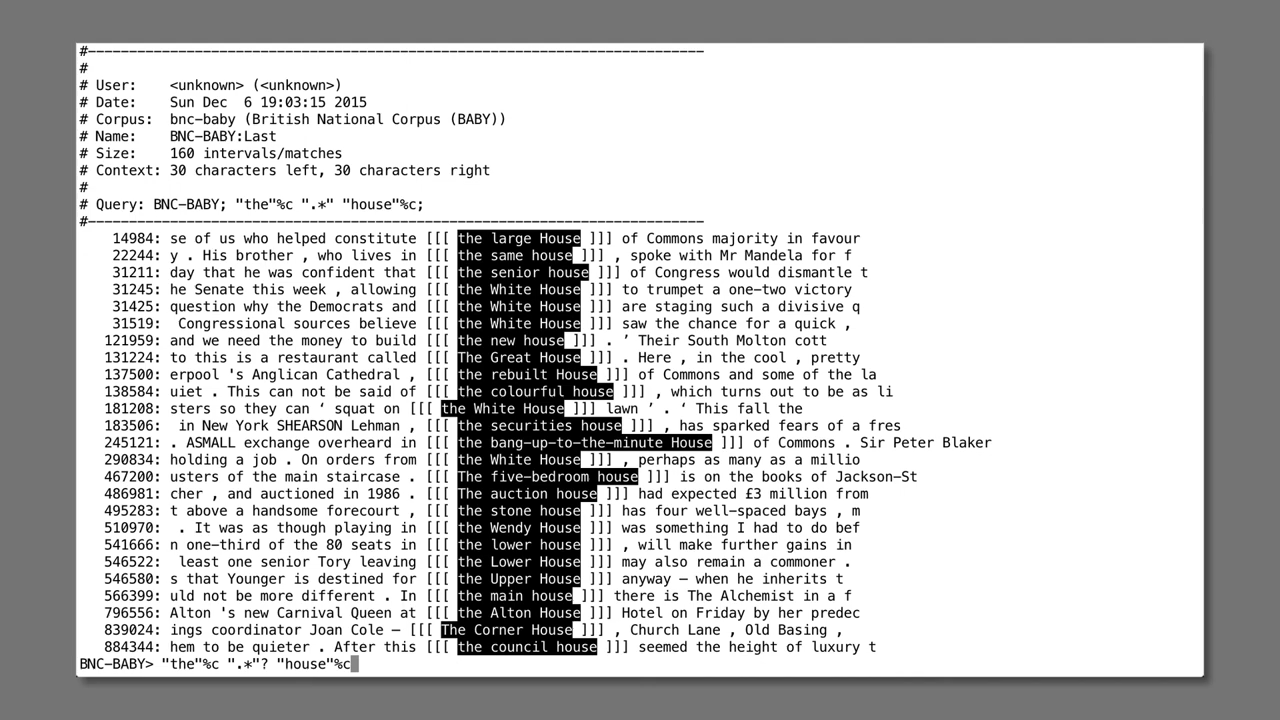 #---------------------------------------------------------------------------
#
# User:    <unknown> (<unknown>)
# Date:    Sun Dec  6 19:03:15 2015
# Corpus:  bnc-baby (British National Corpus (BABY))
# Name:    BNC-BABY:Last
# Size:    160 intervals/matches
# Context: 30 characters left, 30 characters right
#
# Query: BNC-BABY; "the"%c ".*" "house"%c;
#---------------------------------------------------------------------------
14984: se of us who helped constitute [[[ the large House ]]] of Commons majority in favour
22244: y . His brother , who lives in [[[ the same house ]]] , spoke with Mr Mandela for f
31211: day that he was confident that [[[ the senior house ]]] of Congress would dismantle t
31245: he Senate this week , allowing [[[ the White House ]]] to trumpet a one-two victory
31425: question why the Democrats and [[[ the White House ]]] are staging such a divisive q
31519:  Congressional sources believe [[[ the White House ]]] saw the chance for a quick ,
121959: and we need the money to build [[[ the new house ]]] . ’ Their South Molton cott
131224: to this is a restaurant called [[[ The Great House ]]] . Here , in the cool , pretty
137500: erpool 's Anglican Cathedral , [[[ the rebuilt House ]]] of Commons and some of the la
138584: uiet . This can not be said of [[[ the colourful house ]]] , which turns out to be as li
181208: sters so they can ‘ squat on [[[ the White House ]]] lawn ’ . ‘ This fall the
183506:  in New York SHEARSON Lehman , [[[ the securities house ]]] , has sparked fears of a fres
245121: . ASMALL exchange overheard in [[[ the bang-up-to-the-minute House ]]] of Commons . Sir Peter Blaker
290834: holding a job . On orders from [[[ the White House ]]] , perhaps as many as a millio
467200: usters of the main staircase . [[[ The five-bedroom house ]]] is on the books of Jackson-St
486981: cher , and auctioned in 1986 . [[[ The auction house ]]] had expected £3 million from
495283: t above a handsome forecourt , [[[ the stone house ]]] has four well-spaced bays , m
510970:  . It was as though playing in [[[ the Wendy House ]]] was something I had to do bef
541666: n one-third of the 80 seats in [[[ the lower house ]]] , will make further gains in
546522:  least one senior Tory leaving [[[ the Lower House ]]] may also remain a commoner .
546580: s that Younger is destined for [[[ the Upper House ]]] anyway — when he inherits t
566399: uld not be more different . In [[[ the main house ]]] there is The Alchemist in a f
796556: Alton 's new Carnival Queen at [[[ the Alton House ]]] Hotel on Friday by her predec
839024: ings coordinator Joan Cole — [[[ The Corner House ]]] , Church Lane , Old Basing ,
884344: hem to be quieter . After this [[[ the council house ]]] seemed the height of luxury t
BNC-BABY> "the"%c ".*"? "house"%c